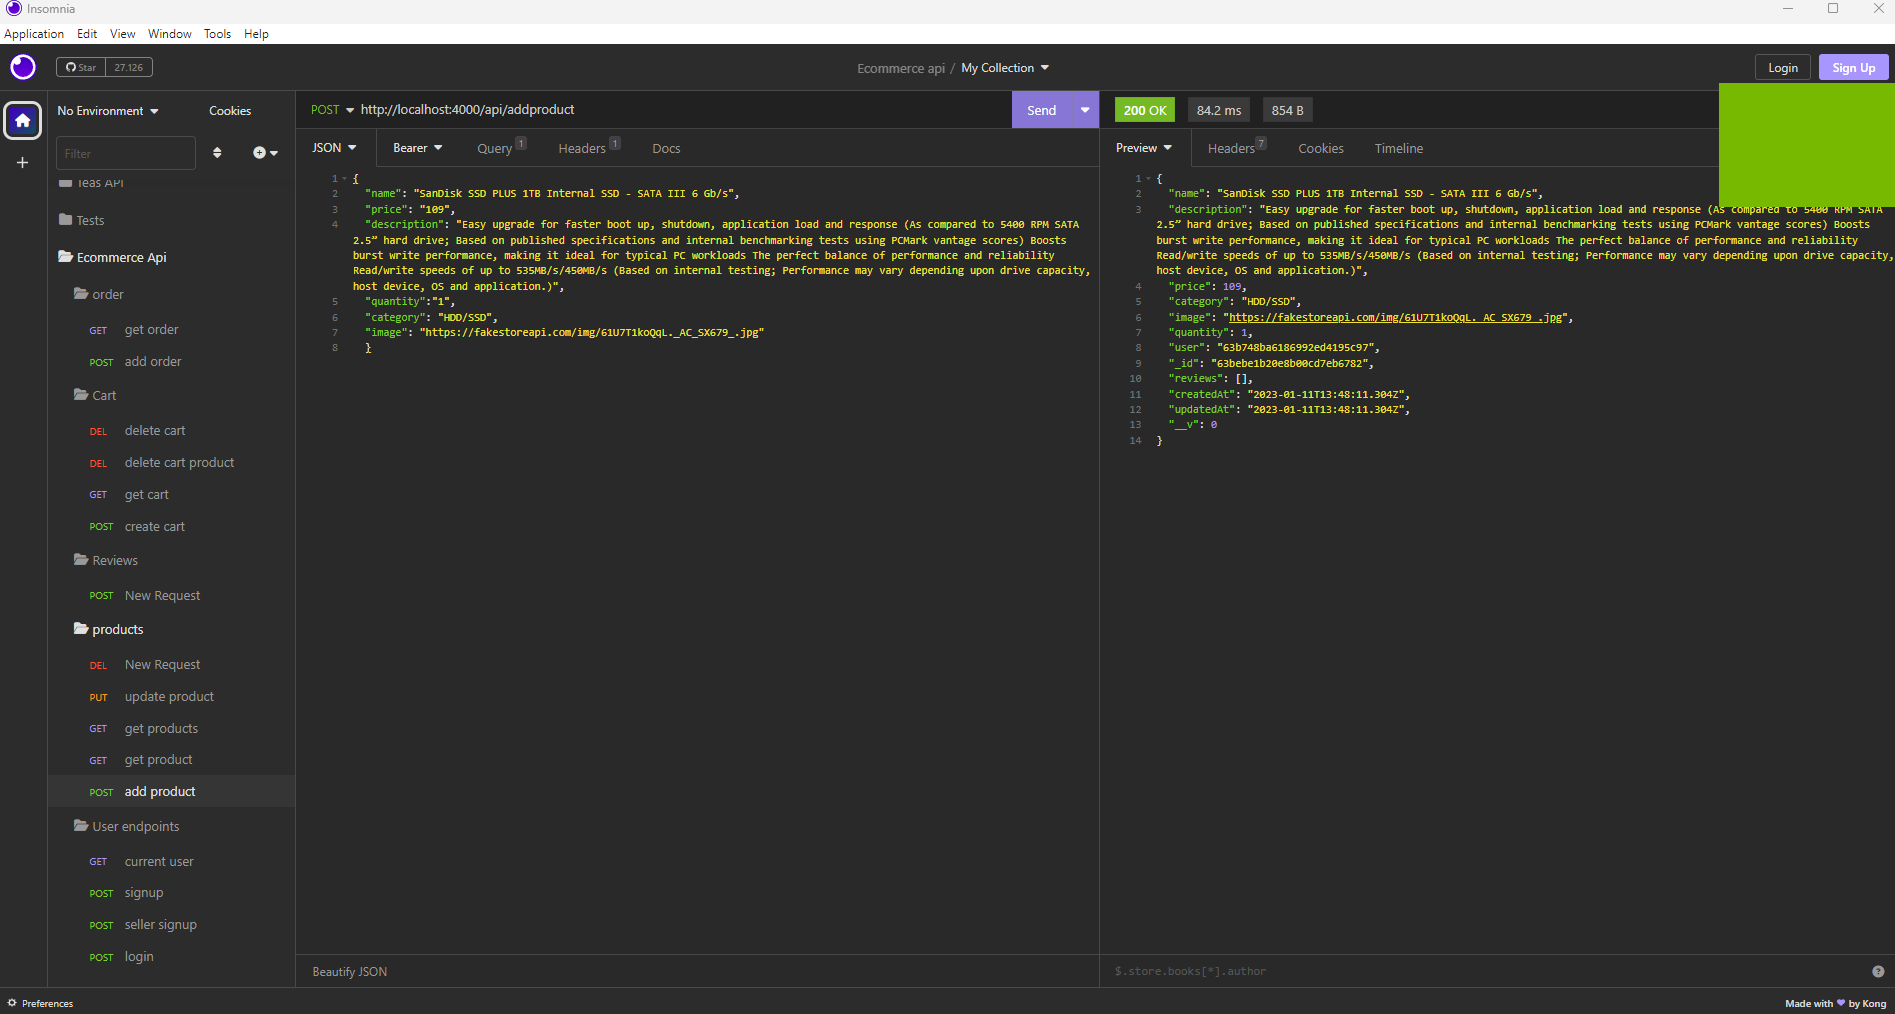 Insomnia
Application Edit View Window Tools Help
Star 27.126
Ecommerce api / My Collection
Login Sign Up
No Environment Cookies
Filter
Teas API
Tests
Ecommerce Api
order
GET get order
POST add order
Cart
DEL delete cart
DEL delete cart product
GET get cart
POST create cart
Reviews
POST New Request
products
DEL New Request
PUT update product
GET get products
GET get product
POST add product
User endpoints
GET current user
POST signup
POST seller signup
POST login
Preferences
POST http://localhost:4000/api/addproduct
Send
JSON Bearer Query 1 Headers 1 Docs
1 {
2 "name": "SanDisk SSD PLUS 1TB Internal SSD - SATA III 6 Gb/s",
3 "price": "109",
4 "description": "Easy upgrade for faster boot up, shutdown, application load and response (As compared to 5400 RPM SATA
2.5” hard drive; Based on published specifications and internal benchmarking tests using PCMark vantage scores) Boosts
burst write performance, making it ideal for typical PC workloads The perfect balance of performance and reliability
Read/write speeds of up to 535MB/s/450MB/s (Based on internal testing; Performance may vary depending upon drive capacity,
host device, OS and application.)",
5 "quantity":"1",
6 "category": "HDD/SSD",
7 "image": "https://fakestoreapi.com/img/61U7T1koQqL._AC_SX679_.jpg"
8 }
Beautify JSON
200 OK 84.2 ms 854 B
Preview Headers 7 Cookies Timeline
1 {
2 "name": "SanDisk SSD PLUS 1TB Internal SSD - SATA III 6 Gb/s",
3 "description": "Easy upgrade for faster boot up, shutdown, application load and response (As compared to 5400 RPM SATA
2.5” hard drive; Based on published specifications and internal benchmarking tests using PCMark vantage scores) Boosts
burst write performance, making it ideal for typical PC workloads The perfect balance of performance and reliability
Read/write speeds of up to 535MB/s/450MB/s (Based on internal testing; Performance may vary depending upon drive capacity,
host device, OS and application.)",
4 "price": 109,
5 "category": "HDD/SSD",
6 "image": "https://fakestoreapi.com/img/61U7T1koQqL._AC_SX679_.jpg",
7 "quantity": 1,
8 "user": "63b748ba6186992ed4195c97",
9 "_id": "63bebe1b20e8b00cd7eb6782",
10 "reviews": [],
11 "createdAt": "2023-01-11T13:48:11.304Z",
12 "updatedAt": "2023-01-11T13:48:11.304Z",
13 "__v": 0
14 }
$.store.books[*].author
Made with ❤ by Kong